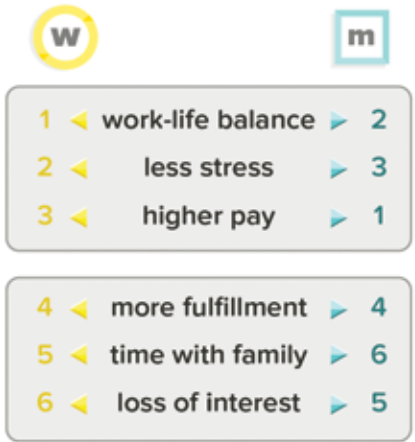 w m
1 work-life balance 2
2 less stress 3
3 higher pay 1
4 more fulfillment 4
5 time with family 6
6 loss of interest 5